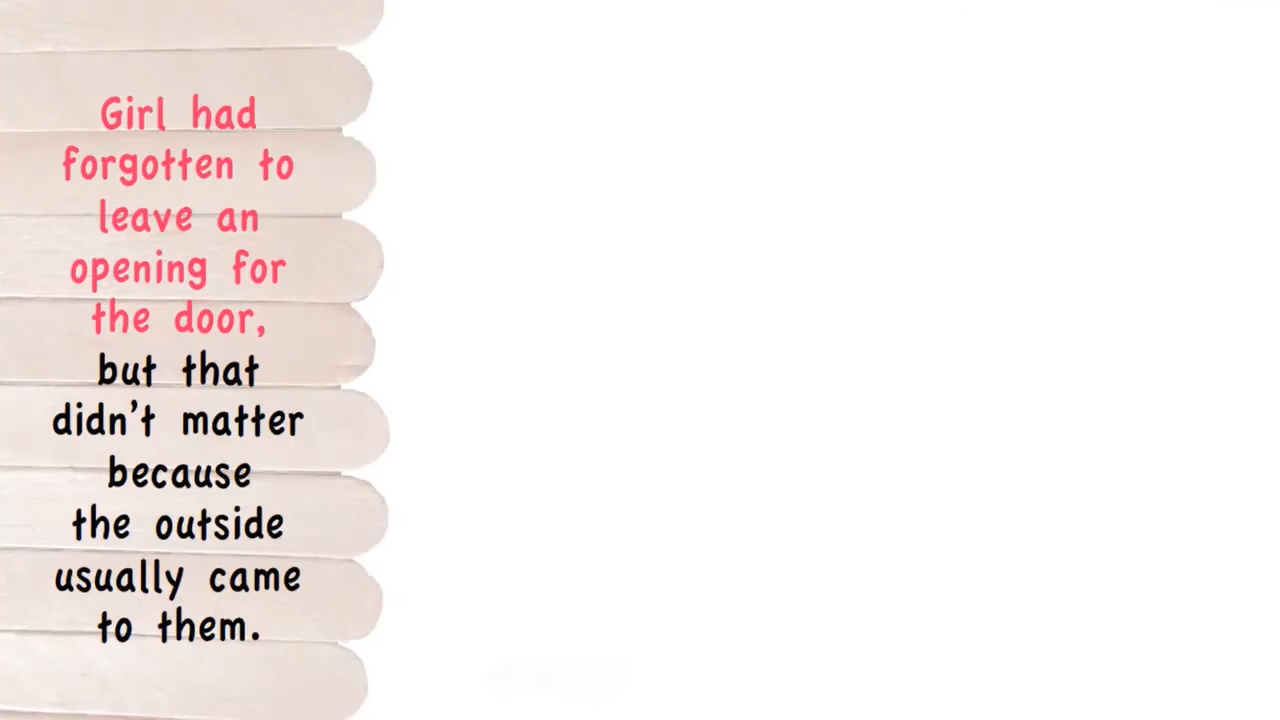 Girl had
forgotten to
leave an
opening for
the door,
but that
didn't matter
because
the outside
usually came
to them.